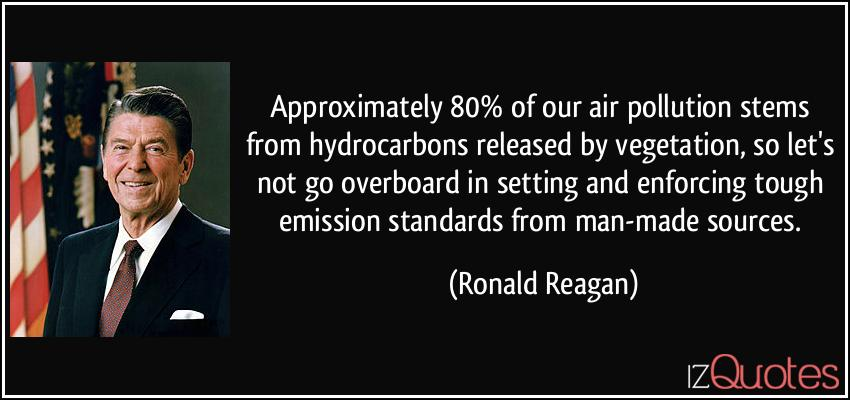 Approximately 80% of our air pollution stems
from hydrocarbons released by vegetation, so let's
not go overboard in setting and enforcing tough
emission standards from man-made sources.
(Ronald Reagan)
IZQuotes